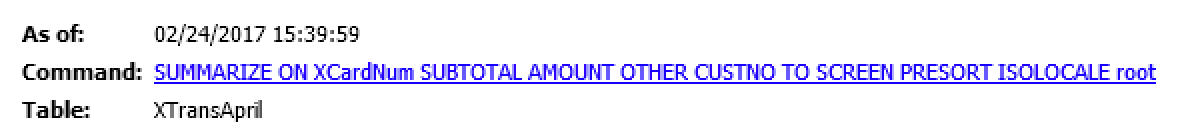 As of: 02/24/2017 15:39:59
Command: SUMMARIZE ON XCardNum SUBTOTAL AMOUNT OTHER CUSTNO TO SCREEN PRESORT ISOLOCALE root
Table: XTransApril